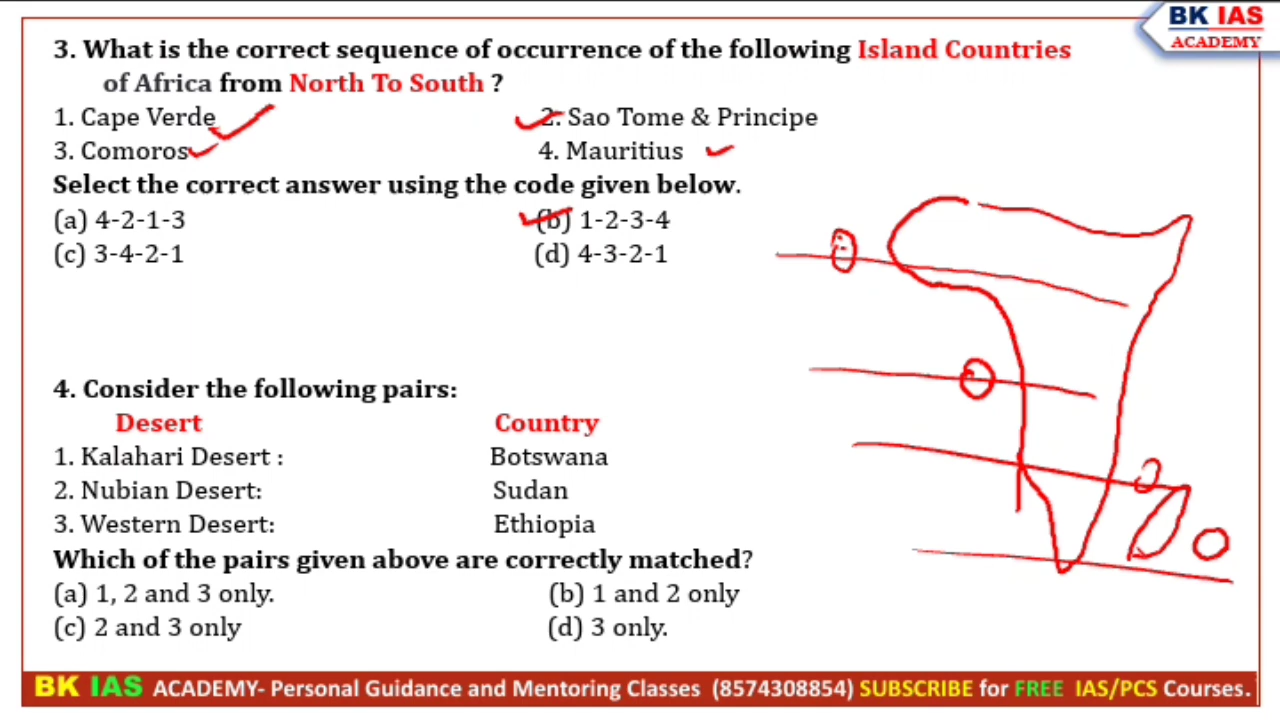 BK IAS
ACADEMY
3. What is the correct sequence of occurrence of the following Island Countries
of Africa from North To South ?
1. Cape Verde 2. Sao Tome & Principe
3. Comoros 4. Mauritius
Select the correct answer using the code given below.
(a) 4-2-1-3 (b) 1-2-3-4
(c) 3-4-2-1 (d) 4-3-2-1
4. Consider the following pairs:
Desert Country
1. Kalahari Desert : Botswana
2. Nubian Desert: Sudan
3. Western Desert: Ethiopia
Which of the pairs given above are correctly matched?
(a) 1, 2 and 3 only. (b) 1 and 2 only
(c) 2 and 3 only (d) 3 only.
BK IAS ACADEMY- Personal Guidance and Mentoring Classes (8574308854) SUBSCRIBE for FREE IAS/PCS Courses.